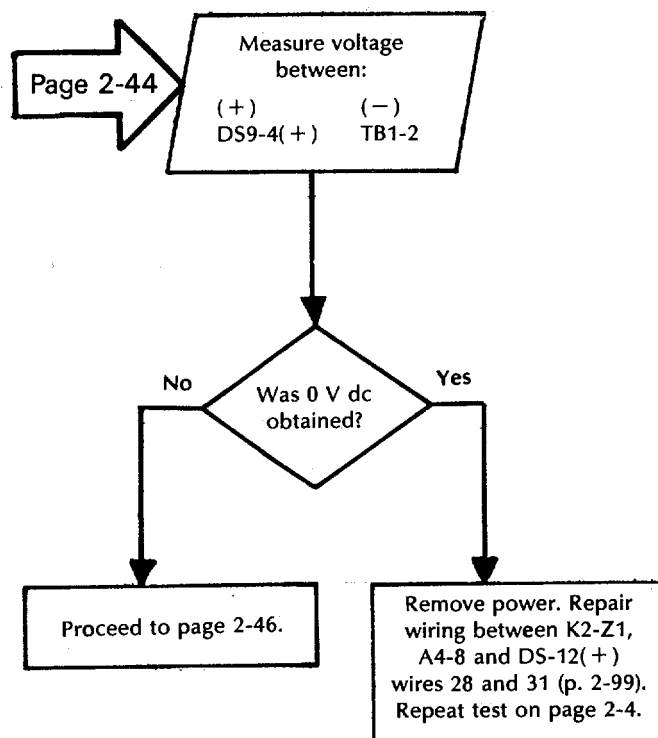 Page 2-44
Measure voltage
between:
(+) (−)
DS9-4(+) TB1-2
Was 0 V dc
obtained?
No
Yes
Proceed to page 2-46.
Remove power. Repair
wiring between K2-Z1,
A4-8 and DS-12(+)
wires 28 and 31 (p. 2-99).
Repeat test on page 2-4.